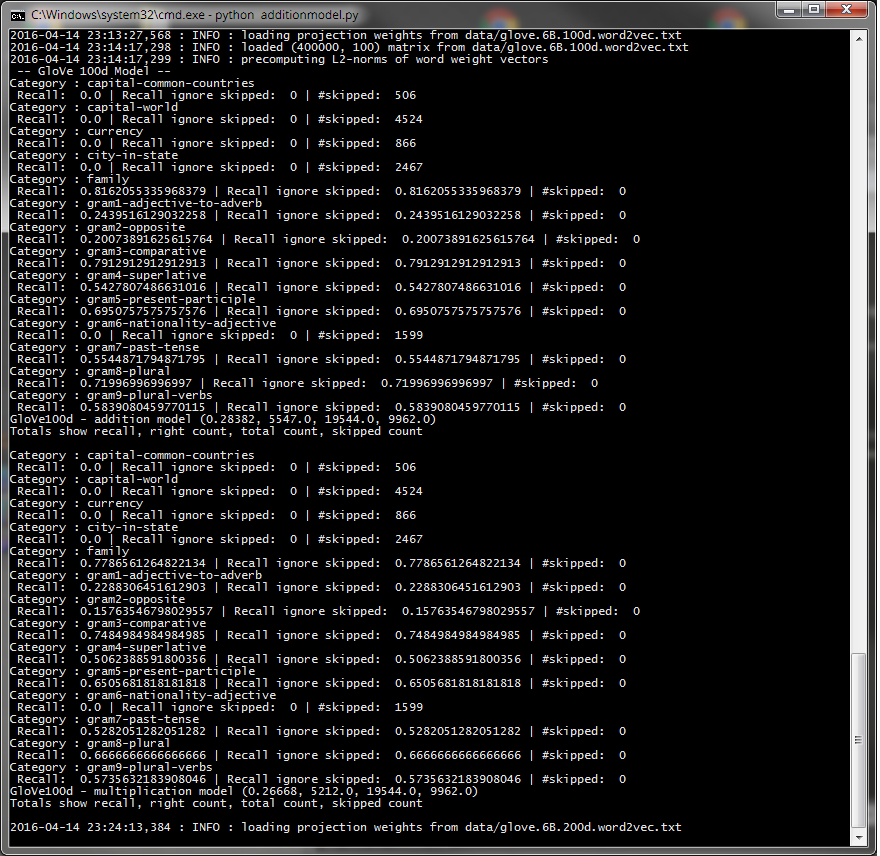 C:\Windows\system32\cmd.exe - python  additionmodel.py
2016-04-14 23:13:27,568 : INFO : loading projection weights from data/glove.6B.100d.word2vec.txt
2016-04-14 23:14:17,298 : INFO : loaded (400000, 100) matrix from data/glove.6B.100d.word2vec.txt
2016-04-14 23:14:17,299 : INFO : precomputing L2-norms of word weight vectors
 -- GloVe 100d Model --
Category : capital-common-countries
 Recall:  0.0 | Recall ignore skipped:  0 | #skipped:  506
Category : capital-world
 Recall:  0.0 | Recall ignore skipped:  0 | #skipped:  4524
Category : currency
 Recall:  0.0 | Recall ignore skipped:  0 | #skipped:  866
Category : city-in-state
 Recall:  0.0 | Recall ignore skipped:  0 | #skipped:  2467
Category : family
 Recall:  0.8162055335968379 | Recall ignore skipped:  0.8162055335968379 | #skipped:  0
Category : gram1-adjective-to-adverb
 Recall:  0.2439516129032258 | Recall ignore skipped:  0.2439516129032258 | #skipped:  0
Category : gram2-opposite
 Recall:  0.20073891625615764 | Recall ignore skipped:  0.20073891625615764 | #skipped:  0
Category : gram3-comparative
 Recall:  0.7912912912912913 | Recall ignore skipped:  0.7912912912912913 | #skipped:  0
Category : gram4-superlative
 Recall:  0.5427807486631016 | Recall ignore skipped:  0.5427807486631016 | #skipped:  0
Category : gram5-present-participle
 Recall:  0.6950757575757576 | Recall ignore skipped:  0.6950757575757576 | #skipped:  0
Category : gram6-nationality-adjective
 Recall:  0.0 | Recall ignore skipped:  0 | #skipped:  1599
Category : gram7-past-tense
 Recall:  0.5544871794871795 | Recall ignore skipped:  0.5544871794871795 | #skipped:  0
Category : gram8-plural
 Recall:  0.71996996996997 | Recall ignore skipped:  0.71996996996997 | #skipped:  0
Category : gram9-plural-verbs
 Recall:  0.5839080459770115 | Recall ignore skipped:  0.5839080459770115 | #skipped:  0
GloVe100d - addition model (0.28382, 5547.0, 19544.0, 9962.0)
Totals show recall, right count, total count, skipped count

Category : capital-common-countries
 Recall:  0.0 | Recall ignore skipped:  0 | #skipped:  506
Category : capital-world
 Recall:  0.0 | Recall ignore skipped:  0 | #skipped:  4524
Category : currency
 Recall:  0.0 | Recall ignore skipped:  0 | #skipped:  866
Category : city-in-state
 Recall:  0.0 | Recall ignore skipped:  0 | #skipped:  2467
Category : family
 Recall:  0.7786561264822134 | Recall ignore skipped:  0.7786561264822134 | #skipped:  0
Category : gram1-adjective-to-adverb
 Recall:  0.2288306451612903 | Recall ignore skipped:  0.2288306451612903 | #skipped:  0
Category : gram2-opposite
 Recall:  0.15763546798029557 | Recall ignore skipped:  0.15763546798029557 | #skipped:  0
Category : gram3-comparative
 Recall:  0.7484984984984985 | Recall ignore skipped:  0.7484984984984985 | #skipped:  0
Category : gram4-superlative
 Recall:  0.5062388591800356 | Recall ignore skipped:  0.5062388591800356 | #skipped:  0
Category : gram5-present-participle
 Recall:  0.6505681818181818 | Recall ignore skipped:  0.6505681818181818 | #skipped:  0
Category : gram6-nationality-adjective
 Recall:  0.0 | Recall ignore skipped:  0 | #skipped:  1599
Category : gram7-past-tense
 Recall:  0.5282051282051282 | Recall ignore skipped:  0.5282051282051282 | #skipped:  0
Category : gram8-plural
 Recall:  0.6666666666666666 | Recall ignore skipped:  0.6666666666666666 | #skipped:  0
Category : gram9-plural-verbs
 Recall:  0.5735632183908046 | Recall ignore skipped:  0.5735632183908046 | #skipped:  0
GloVe100d - multiplication model (0.26668, 5212.0, 19544.0, 9962.0)
Totals show recall, right count, total count, skipped count

2016-04-14 23:24:13,384 : INFO : loading projection weights from data/glove.6B.200d.word2vec.txt